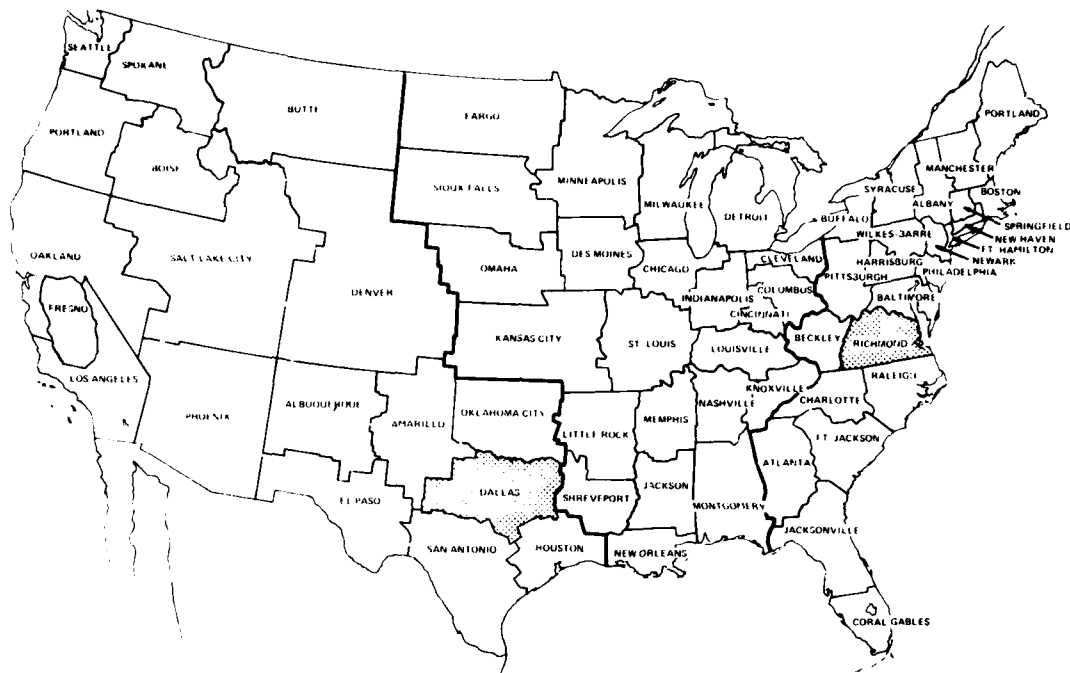 SEATTLE
SPOKANE
BUTTE
FARGO
PORTLAND
PORTLAND
BOISE
SIOUX FALLS
MINNEAPOLIS
MILWAUKEE
DETROIT
MANCHESTER
SYRACUSE
ALBANY
BOSTON
BUFFALO
SPRINGFIELD
WILKES-BARRE
NEW HAVEN
FT HAMILTON
NEWARK
OAKLAND
SALT LAKE CITY
OMAHA
DES MOINES
CHICAGO
CLEVELAND
HARRISBURG
PITTSBURGH
PHILADELPHIA
DENVER
INDIANAPOLIS
COLUMBUS
BALTIMORE
FRESNO
CINCINNATI
KANSAS CITY
ST. LOUIS
LOUISVILLE
BECKLEY
RICHMOND
LOS ANGELES
RALEIGH
KNOXVILLE
CHARLOTTE
ALBUQUERQUE
PHOENIX
AMARILLO
OKLAHOMA CITY
LITTLE ROCK
MEMPHIS
NASHVILLE
FT. JACKSON
ATLANTA
EL PASO
DALLAS
SHREVEPORT
JACKSON
MONTGOMERY
JACKSONVILLE
SAN ANTONIO
HOUSTON
NEW ORLEANS
CORAL GABLES